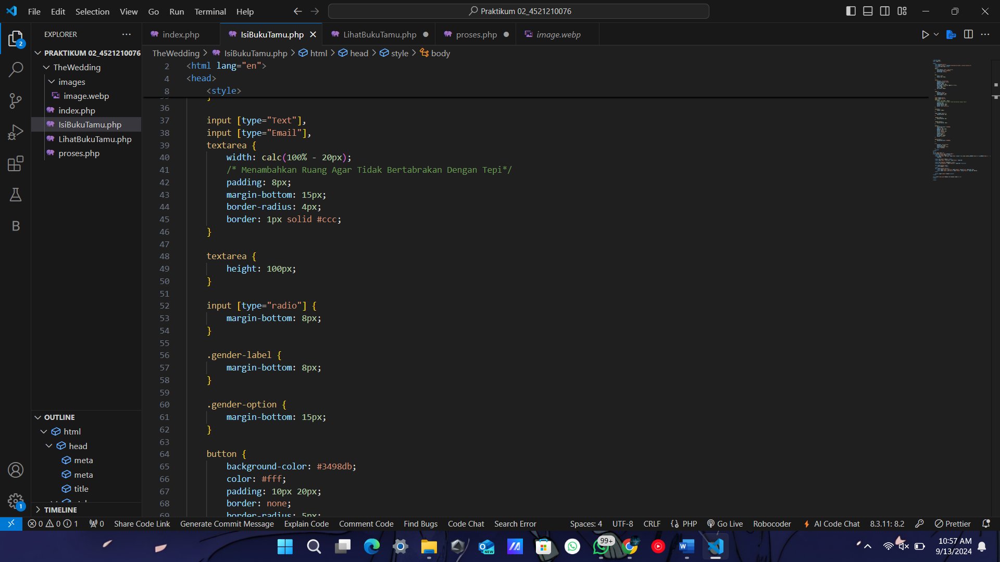 File Edit Selection View Go Run Terminal Help
Praktikum 02_4521210076
EXPLORER
index.php
IsiBukuTamu.php
LihatBukuTamu.php
proses.php
image.webp
PRAKTIKUM 02_4521210076
TheWedding
images
image.webp
index.php
IsiBukuTamu.php
LihatBukuTamu.php
proses.php
TheWedding > IsiBukuTamu.php > html > head > style > body
2 <html lang="en">
4 <head>
8 <style>
36
37 input [type="Text"],
38 input [type="Email"],
39 textarea {
40 width: calc(100% - 20px);
41 /* Menambahkan Ruang Agar Tidak Bertabrakan Dengan Tepi*/
42 padding: 8px;
43 margin-bottom: 15px;
44 border-radius: 4px;
45 border: 1px solid #ccc;
46 }
47
48 textarea {
49 height: 100px;
50 }
51
52 input [type="radio"] {
53 margin-bottom: 8px;
54 }
55
56 .gender-label {
57 margin-bottom: 8px;
58 }
59
60 .gender-option {
61 margin-bottom: 15px;
62 }
63
64 button {
65 background-color: #3498db;
66 color: #fff;
67 padding: 10px 20px;
68 border: none;
69 border-radius: 5px;
2
B
1
OUTLINE
html
head
meta
meta
title
TIMELINE
0 0 1 0 Share Code Link Generate Commit Message Explain Code Comment Code Find Bugs Code Chat Search Error Spaces: 4 UTF-8 CRLF PHP Go Live Robocoder AI Code Chat 8.3.11: 8.2 Prettier
NEW
99+
W
10:57 AM
9/13/2024